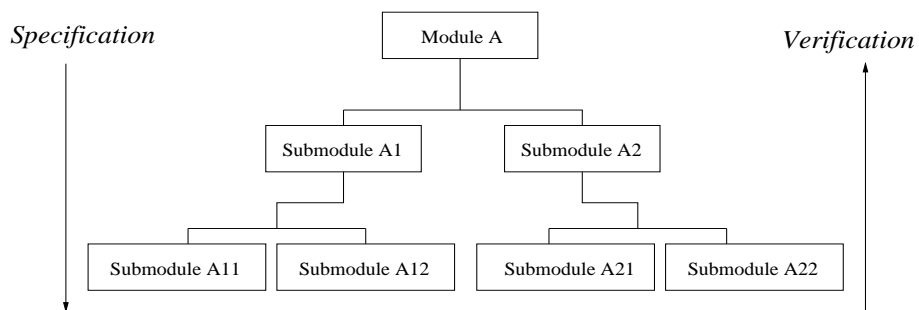 Specification
Module A
Verification
Submodule A1
Submodule A2
Submodule A11
Submodule A12
Submodule A21
Submodule A22